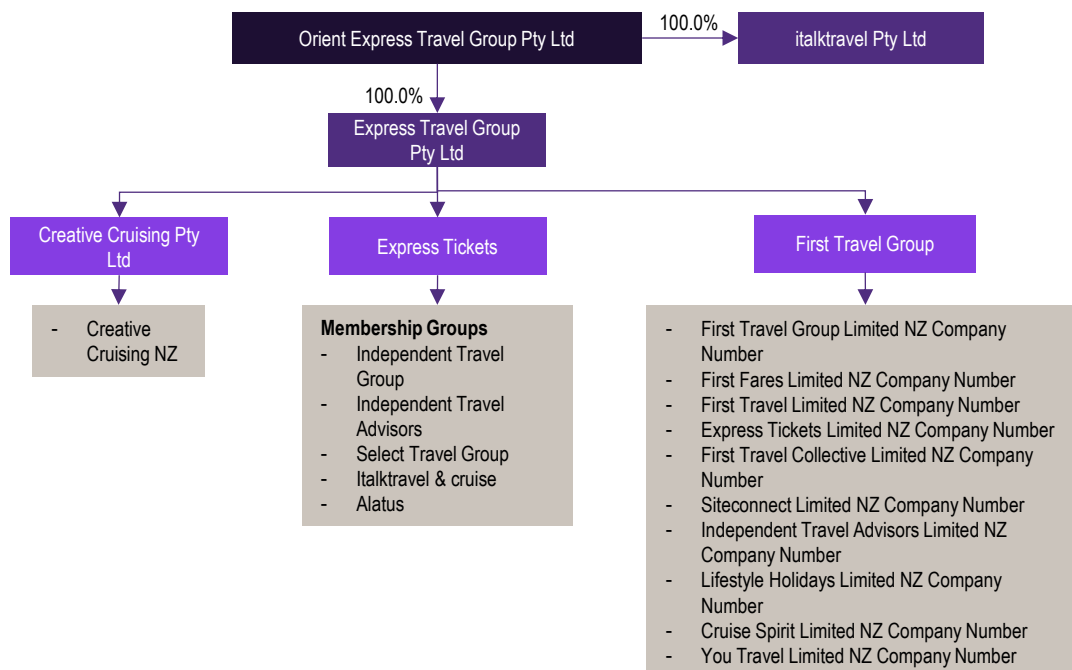 Orient Express Travel Group Pty Ltd
100.0%
italktravel Pty Ltd
100.0%
Express Travel Group
Pty Ltd
Creative Cruising Pty
Ltd
Express Tickets
First Travel Group
- Creative
Cruising NZ
Membership Groups
- Independent Travel
Group
- Independent Travel
Advisors
- Select Travel Group
- Italktravel & cruise
- Alatus
- First Travel Group Limited NZ Company
Number
- First Fares Limited NZ Company Number
- First Travel Limited NZ Company Number
- Express Tickets Limited NZ Company Number
- First Travel Collective Limited NZ Company
Number
- Siteconnect Limited NZ Company Number
- Independent Travel Advisors Limited NZ
Company Number
- Lifestyle Holidays Limited NZ Company
Number
- Cruise Spirit Limited NZ Company Number
- You Travel Limited NZ Company Number